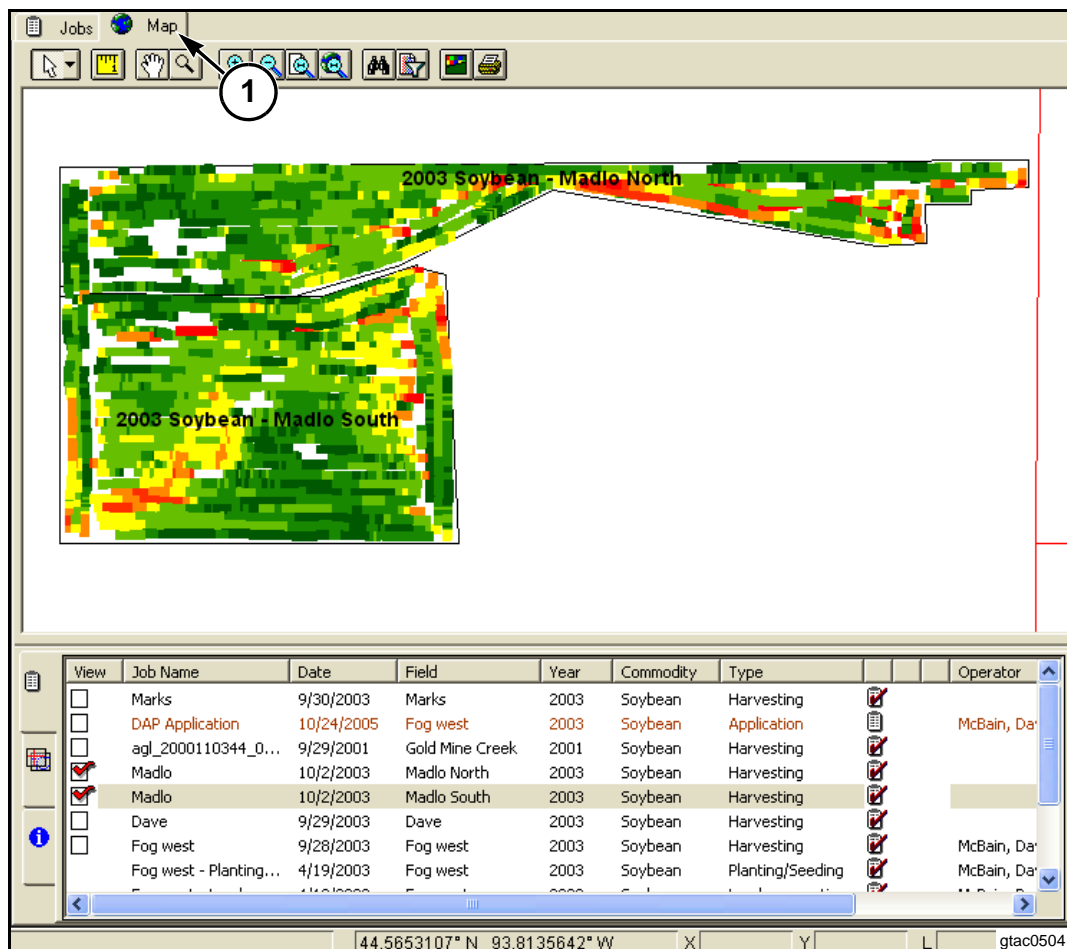 Jobs Map
1
2003 Soybean - Madlo North
2003 Soybean - Madlo South
View Job Name Date Field Year Commodity Type Operator
Marks 9/30/2003 Marks 2003 Soybean Harvesting
DAP Application 10/24/2005 Fog west 2003 Soybean Application McBain, Da
agl_2000110344_0... 9/29/2001 Gold Mine Creek 2001 Soybean Harvesting
Madlo 10/2/2003 Madlo North 2003 Soybean Harvesting
Madlo 10/2/2003 Madlo South 2003 Soybean Harvesting
Dave 9/29/2003 Dave 2003 Soybean Harvesting
Fog west 9/28/2003 Fog west 2003 Soybean Harvesting McBain, Da
Fog west - Planting... 4/19/2003 Fog west 2003 Soybean Planting/Seeding McBain, Da
44.5653107° N 93.8135642° W X Y L gtac0504